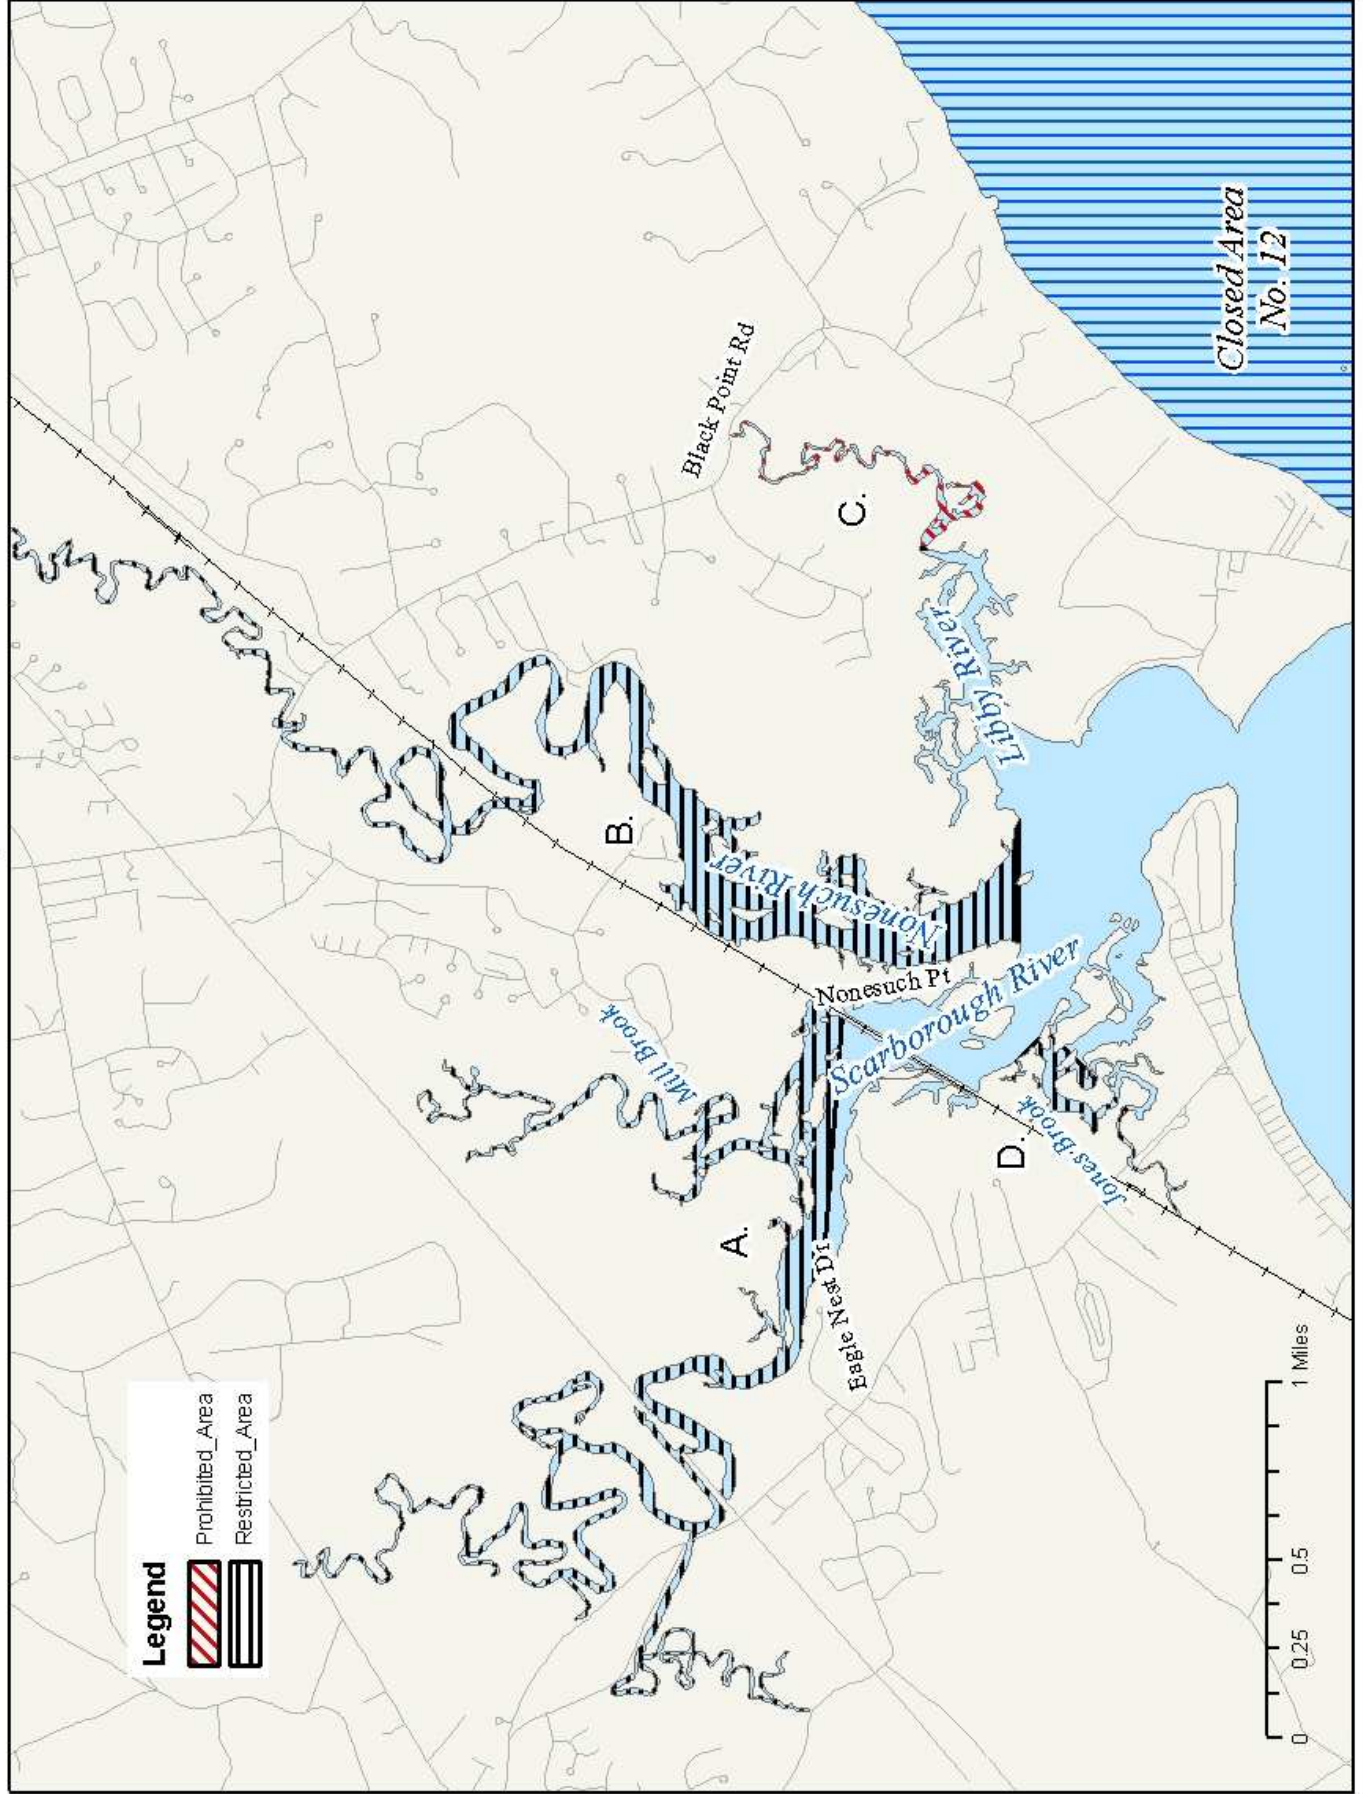 Legend
Prohibited_Area
Restricted_Area
A.
Mill Brook
B.
Nonesuch River
Black Point Rd
C.
Libby River
Nonesuch Pt
Scarborough River
Eagle Nest Dr
D.
Jones Brook
Closed Area
No. 12
0 0.25 0.5 1 Miles